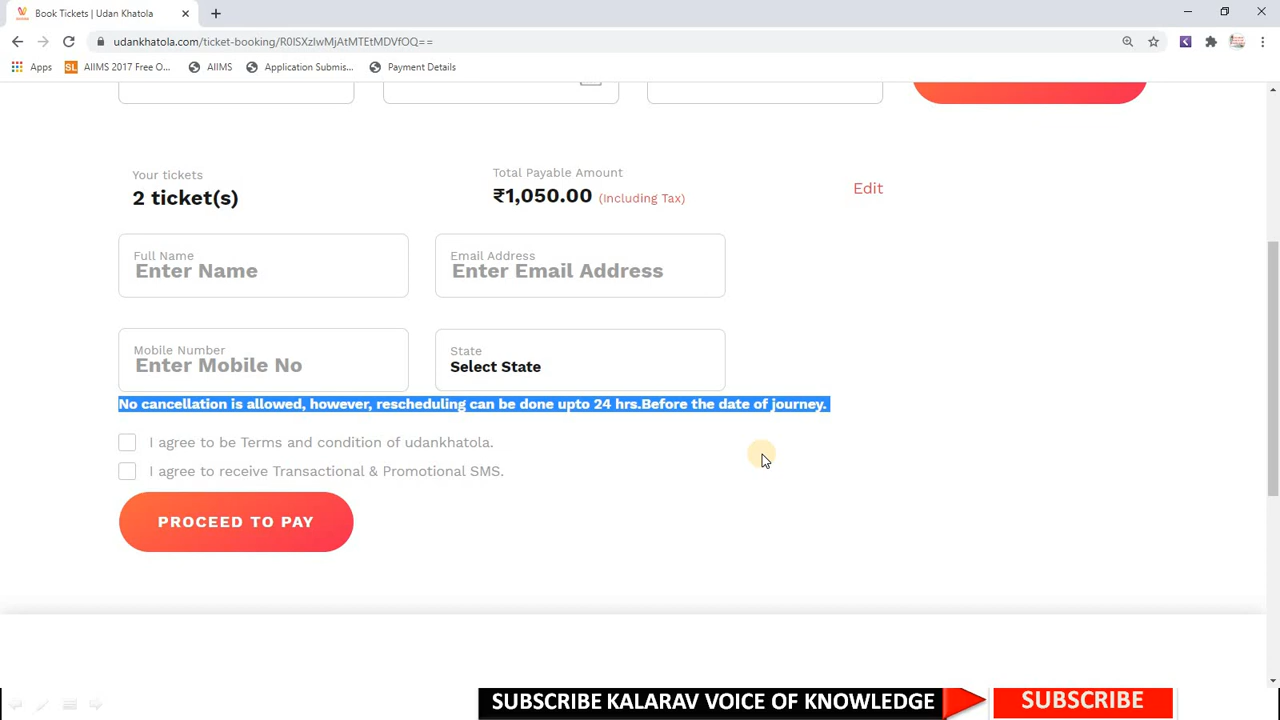 Book Tickets | Udan Khatola
udankhatola.com/ticket-booking/R0lSXzIwMjAtMTEtMDVfOQ==
Apps AIIMS 2017 Free O... AIIMS Application Submis... Payment Details
Your tickets
2 ticket(s)
Total Payable Amount
₹1,050.00 (Including Tax)
Edit
Full Name
Enter Name
Email Address
Enter Email Address
Mobile Number
Enter Mobile No
State
Select State
No cancellation is allowed, however, rescheduling can be done upto 24 hrs.Before the date of journey.
I agree to be Terms and condition of udankhatola.
I agree to receive Transactional & Promotional SMS.
PROCEED TO PAY
SUBSCRIBE KALARAV VOICE OF KNOWLEDGE
SUBSCRIBE